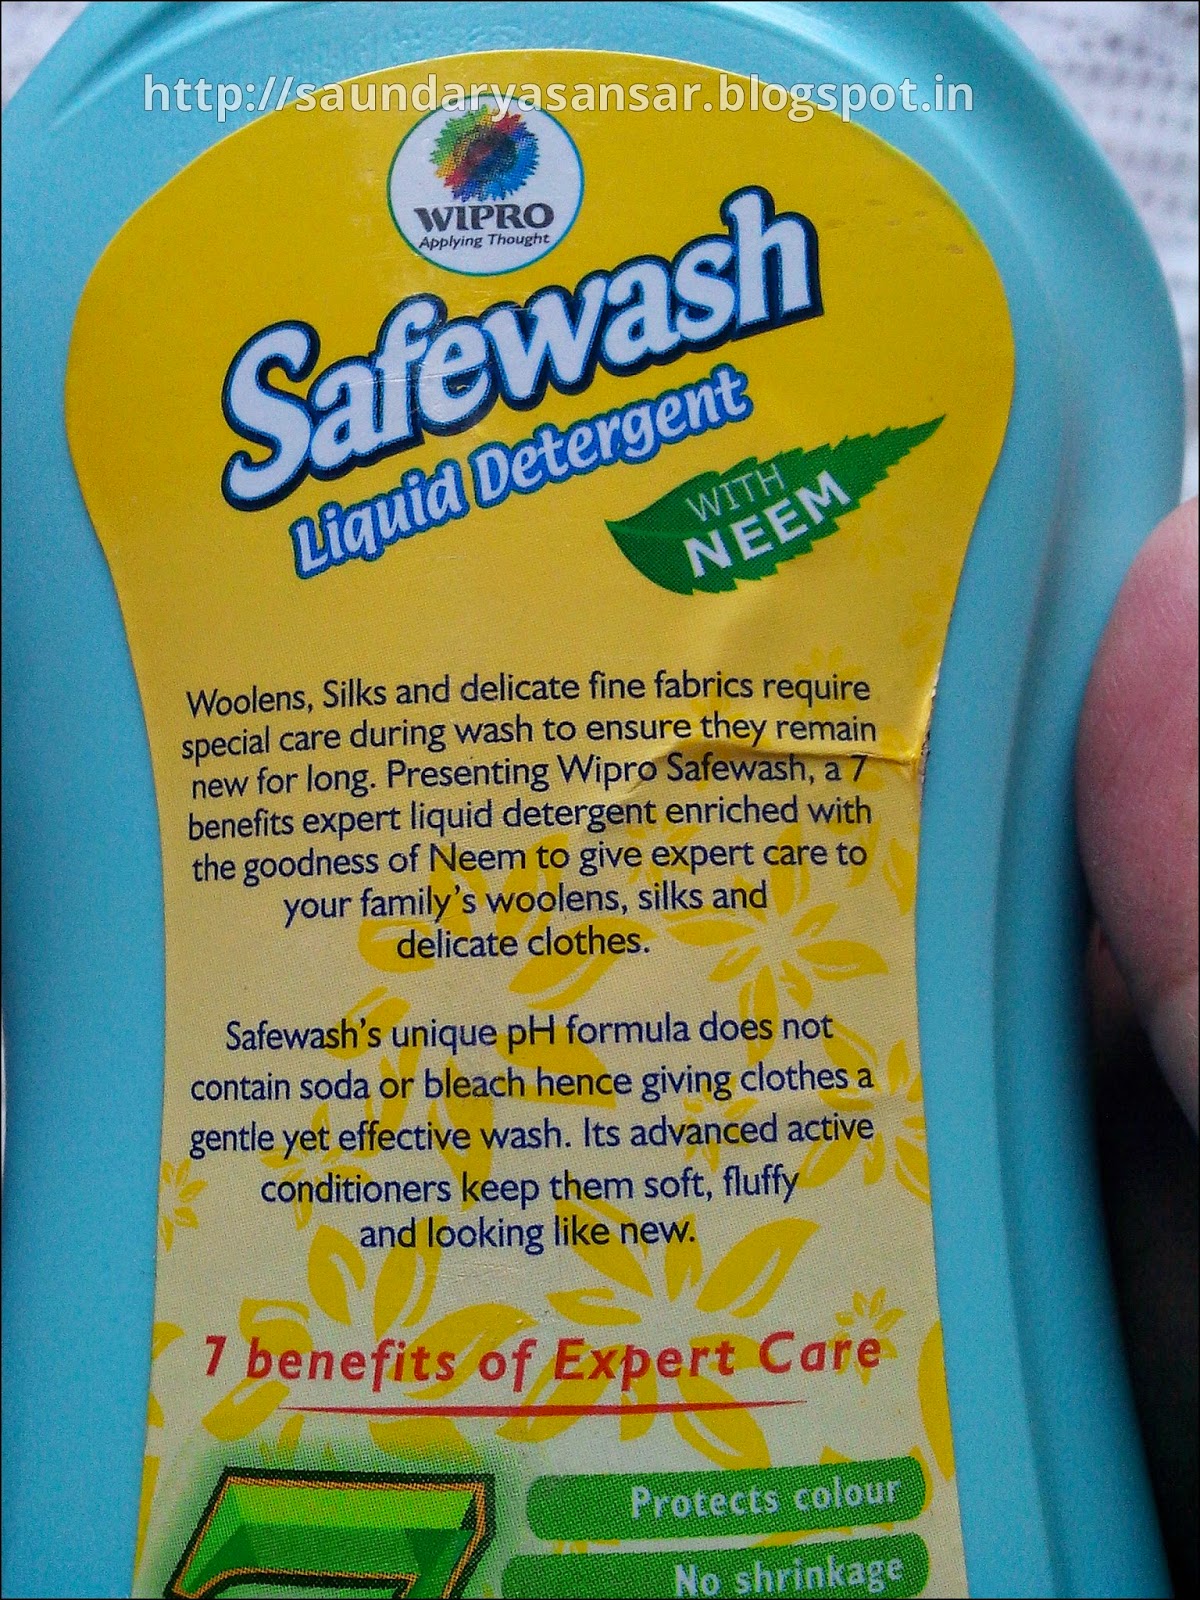 http://saundaryasansar.blogspot.in
WIPRO
Applying Thought
Safewash
Liquid Detergent
WITH
NEEM
Woolens, Silks and delicate fine fabrics require
special care during wash to ensure they remain
new for long. Presenting Wipro Safewash, a 7
benefits expert liquid detergent enriched with
the goodness of Neem to give expert care to
your family's woolens, silks and
delicate clothes.
Safewash's unique pH formula does not
contain soda or bleach hence giving clothes a
gentle yet effective wash. Its advanced active
conditioners keep them soft, fluffy
and looking like new.
7 benefits of Expert Care
7
Protects colour
No shrinkage